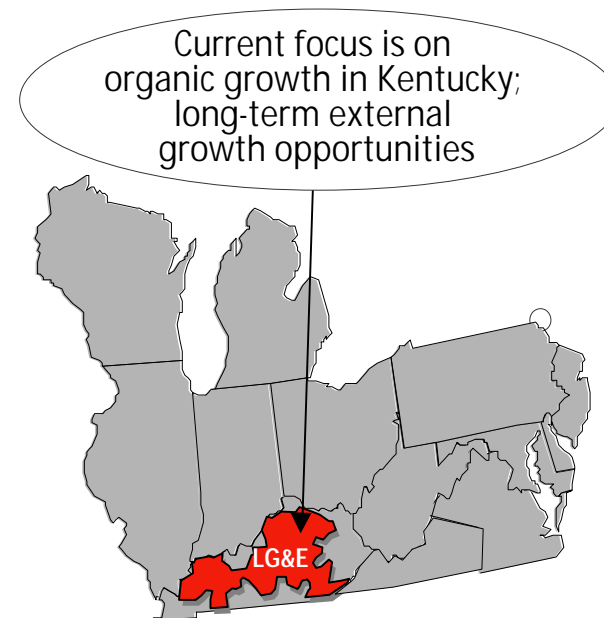 Current focus is on
organic growth in Kentucky;
long-term external
growth opportunities
LG&E